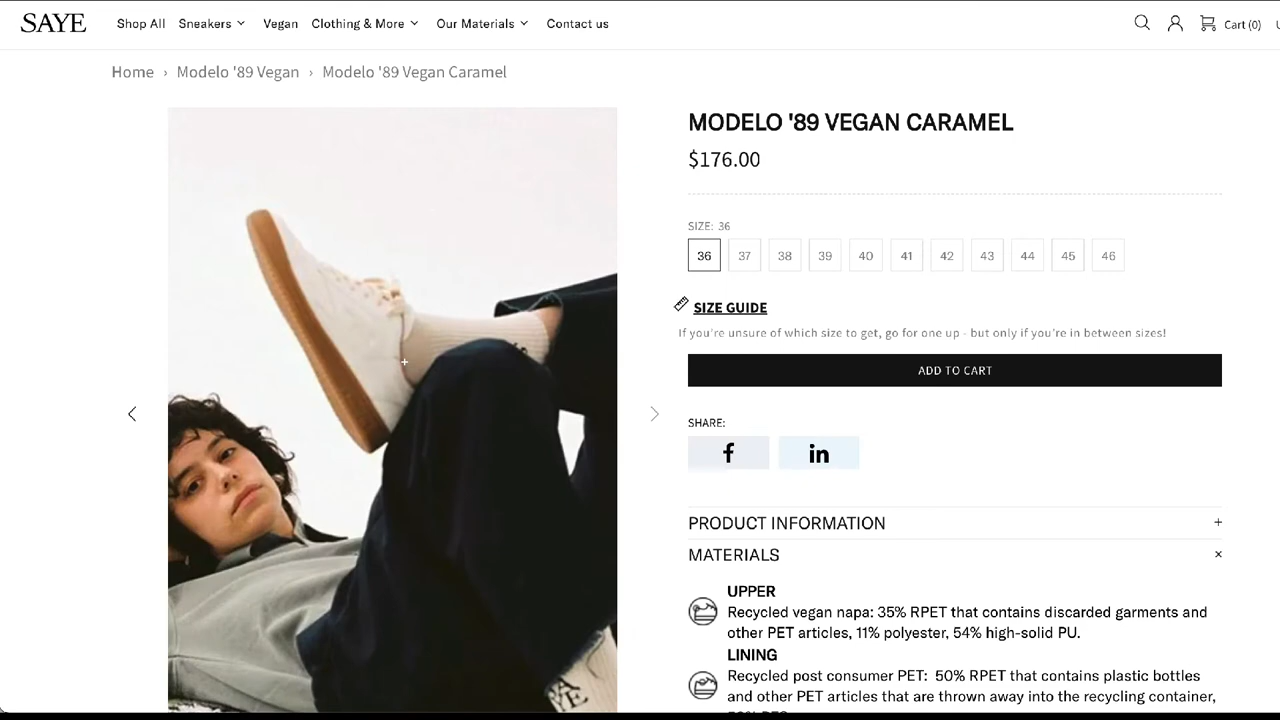 SAYE
Shop All Sneakers Vegan Clothing & More Our Materials Contact us Cart (0)
Home › Modelo '89 Vegan › Modelo '89 Vegan Caramel
MODELO '89 VEGAN CARAMEL
$176.00
SIZE: 36
36 37 38 39 40 41 42 43 44 45 46
SIZE GUIDE
If you're unsure of which size to get, go for one up - but only if you're in between sizes!
ADD TO CART
SHARE:
f in
PRODUCT INFORMATION +
MATERIALS ×
UPPER
Recycled vegan napa: 35% RPET that contains discarded garments and
other PET articles, 11% polyester, 54% high-solid PU.
LINING
Recycled post consumer PET: 50% RPET that contains plastic bottles
and other PET articles that are thrown away into the recycling container,